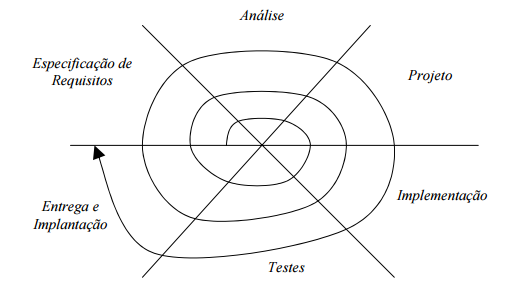 Análise
Especificação de
Requisitos
Projeto
Entrega e
Implantação
Implementação
Testes